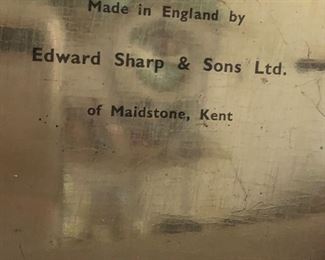 Made in England by
Edward Sharp & Sons Ltd.
of Maidstone, Kent